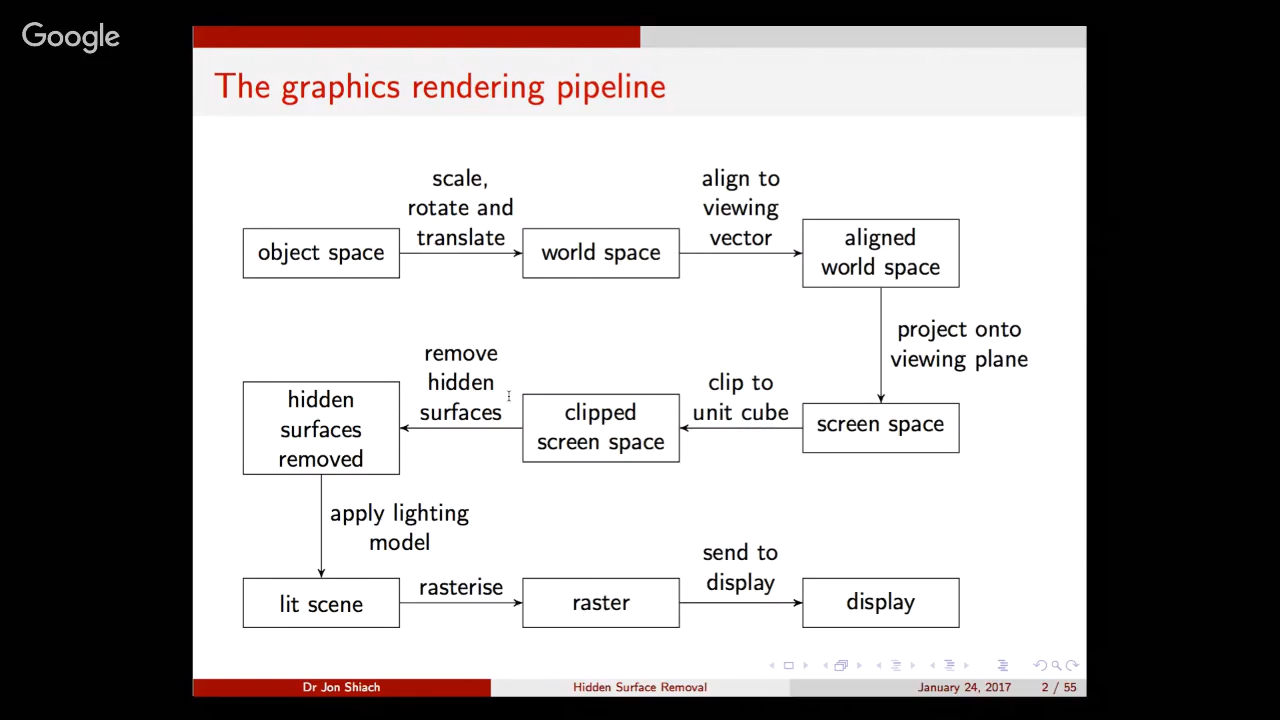 Google
The graphics rendering pipeline
scale,
rotate and
translate
align to
viewing
vector
object space
world space
aligned
world space
project onto
viewing plane
remove
hidden
surfaces
clip to
unit cube
hidden
surfaces
removed
clipped
screen space
screen space
apply lighting
model
send to
display
lit scene
rasterise
raster
display
Dr Jon Shiach
Hidden Surface Removal
January 24, 2017
2 / 55